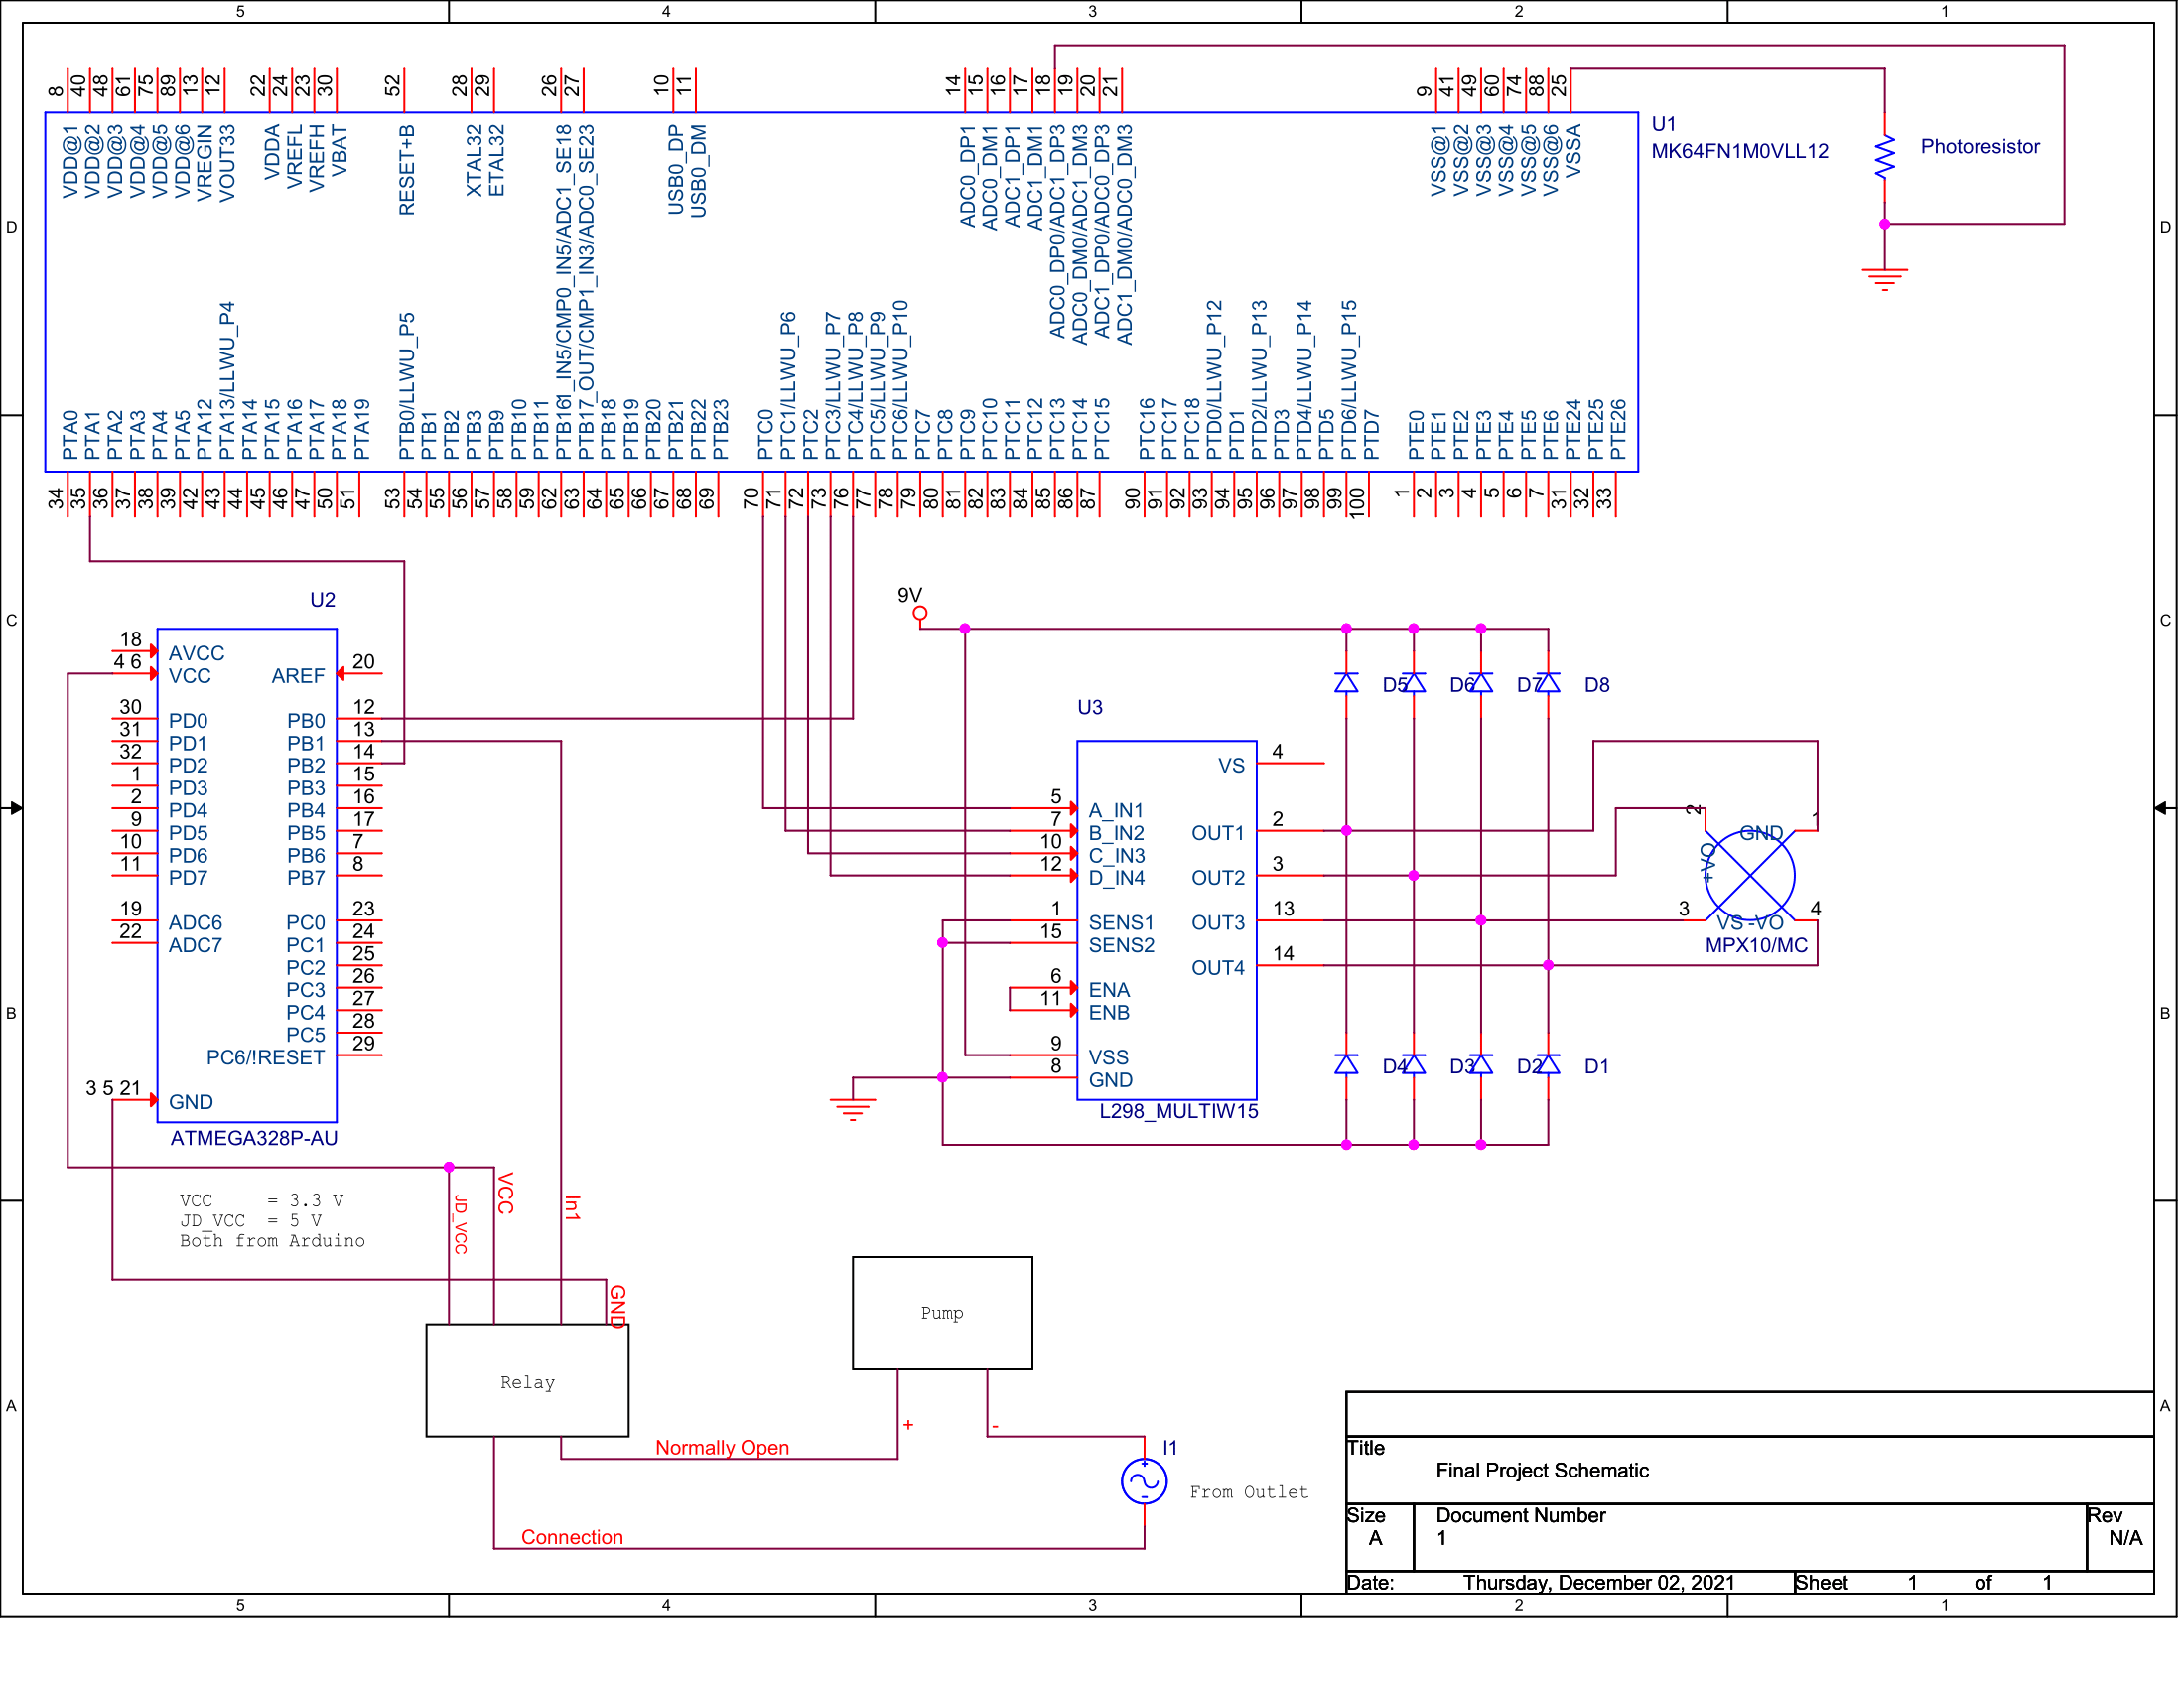 5 4 3 2 1
8 40 48 61 75 89 13 12 22 24 23 30 52 28 29 26 27 10 11 14 15 16 17 18 19 20 21 9 41 49 60 74 88 25
VDD@1
VDD@2
VDD@3
VDD@4
VDD@5
VDD@6
VREGIN
VOUT33
VDDA
VREFL
VREFH
VBAT
RESET+B
XTAL32
ETAL32
1_IN5/CMP0_IN5/ADC1_SE18
_OUT/CMP1_IN3/ADC0_SE23
USB0_DP
USB0_DM
ADC0_DP1
ADC0_DM1
ADC1_DP1
ADC1_DM1
ADC0_DP0/ADC1_DP3
ADC0_DM0/ADC1_DM3
ADC1_DP0/ADC0_DP3
ADC1_DM0/ADC0_DM3
VSS@1
VSS@2
VSS@3
VSS@4
VSS@5
VSS@6
VSSA
U1
MK64FN1M0VLL12
Photoresistor
D D
PTA0
PTA1
PTA2
PTA3
PTA4
PTA5
PTA12
PTA13/LLWU_P4
PTA14
PTA15
PTA16
PTA17
PTA18
PTA19
PTB0/LLWU_P5
PTB1
PTB2
PTB3
PTB9
PTB10
PTB11
PTB16
PTB17
PTB18
PTB19
PTB20
PTB21
PTB22
PTB23
PTC0
PTC1/LLWU_P6
PTC2
PTC3/LLWU_P7
PTC4/LLWU_P8
PTC5/LLWU_P9
PTC6/LLWU_P10
PTC7
PTC8
PTC9
PTC10
PTC11
PTC12
PTC13
PTC14
PTC15
PTC16
PTC17
PTC18
PTD0/LLWU_P12
PTD1
PTD2/LLWU_P13
PTD3
PTD4/LLWU_P14
PTD5
PTD6/LLWU_P15
PTD7
PTE0
PTE1
PTE2
PTE3
PTE4
PTE5
PTE6
PTE24
PTE25
PTE26
34 35 36 37 38 39 42 43 44 45 46 47 50 51 53 54 55 56 57 58 59 62 63 64 65 66 67 68 69 70 71 72 73 76 77 78 79 80 81 82 83 84 85 86 87 90 91 92 93 94 95 96 97 98 99 100 1 2 3 4 5 6 7 31 32 33
C C
U2
18 AVCC
4 6 VCC
AREF 20
30 PD0
31 PD1
32 PD2
1 PD3
2 PD4
9 PD5
10 PD6
11 PD7
19 ADC6
22 ADC7
PB0 12
PB1 13
PB2 14
PB3 15
PB4 16
PB5 17
PB6 7
PB7 8
PC0 23
PC1 24
PC2 25
PC3 26
PC4 27
PC5 28
PC6/!RESET 29
3 5 21 GND
ATMEGA328P-AU
9V
U3
5 A_IN1
7 B_IN2
10 C_IN3
12 D_IN4
1 SENS1
15 SENS2
6 ENA
11 ENB
9 VSS
8 GND
VS 4
OUT1 2
OUT2 3
OUT3 13
OUT4 14
L298_MULTIW15
D5 D6 D7 D8
D4 D3 D2 D1
2 1
GND
+VO
3 4
VS -VO
MPX10/MC
B B
VCC = 3.3 V
JD_VCC = 5 V
Both from Arduino
JD_VCC
VCC
In1
GND
Relay
Pump
+ -
Normally Open
Connection
I1
From Outlet
A A
Title
Final Project Schematic
Size
A
Document Number
1
Rev
N/A
Date: Thursday, December 02, 2021 Sheet 1 of 1
5 4 3 2 1